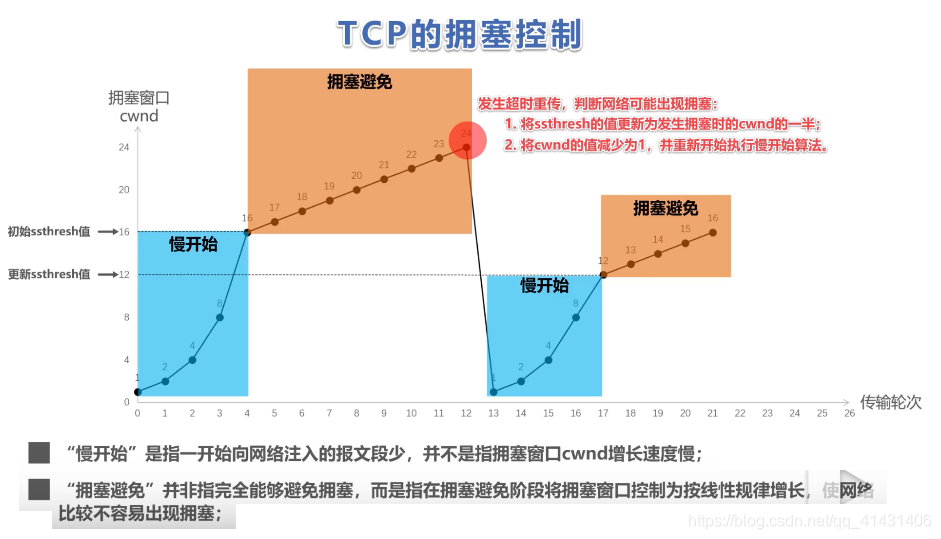 TCP的拥塞控制
拥塞避免
拥塞窗口
cwnd
发生超时重传，判断网络可能出现拥塞：
1. 将ssthresh的值更新为发生拥塞时的cwnd的一半；
2. 将cwnd的值减少为1，并重新开始执行慢开始算法。
24
24
23
22
21
20
19
18
17
16
20
初始ssthresh值
16
慢开始
拥塞避免
16
15
14
13
12
更新ssthresh值
12
慢开始
8
8
8
4
4
4
2
2
1
1
0
0 1 2 3 4 5 6 7 8 9 10 11 12 13 14 15 16 17 18 19 20 21 22 23 24 25 26
传输轮次
“慢开始”是指一开始向网络注入的报文段少，并不是指拥塞窗口cwnd增长速度慢；
“拥塞避免”并非指完全能够避免拥塞，而是指在拥塞避免阶段将拥塞窗口控制为按线性规律增长，使网络
比较不容易出现拥塞；
https://blog.csdn.net/qq_41431406